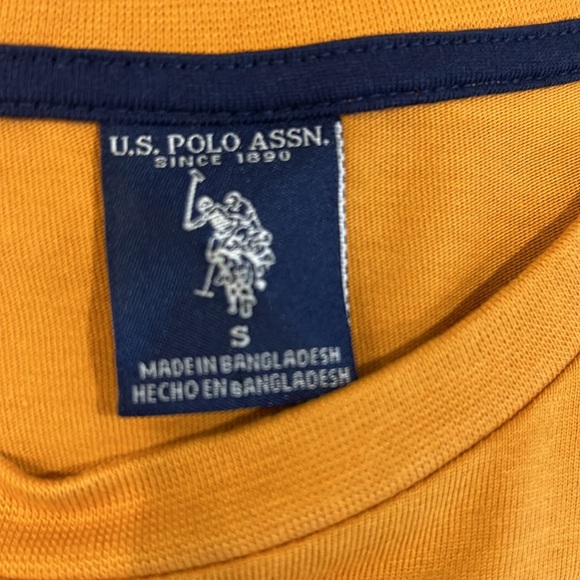 U.S. POLO ASSN.
SINCE 1890
S
MADE IN BANGLADESH
HECHO EN BANGLADESH